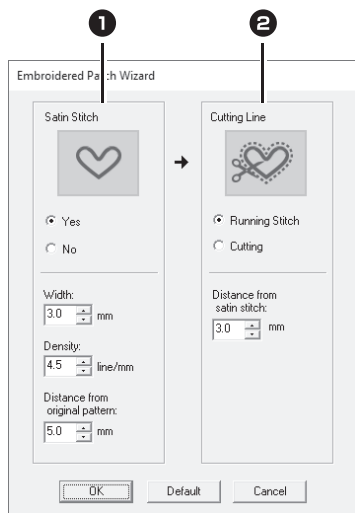 1 2
Embroidered Patch Wizard
Satin Stitch
Yes
No
Width:
3.0 mm
Density:
4.5 line/mm
Distance from
original pattern:
5.0 mm
Cutting Line
Running Stitch
Cutting
Distance from
satin stitch:
3.0 mm
OK Default Cancel